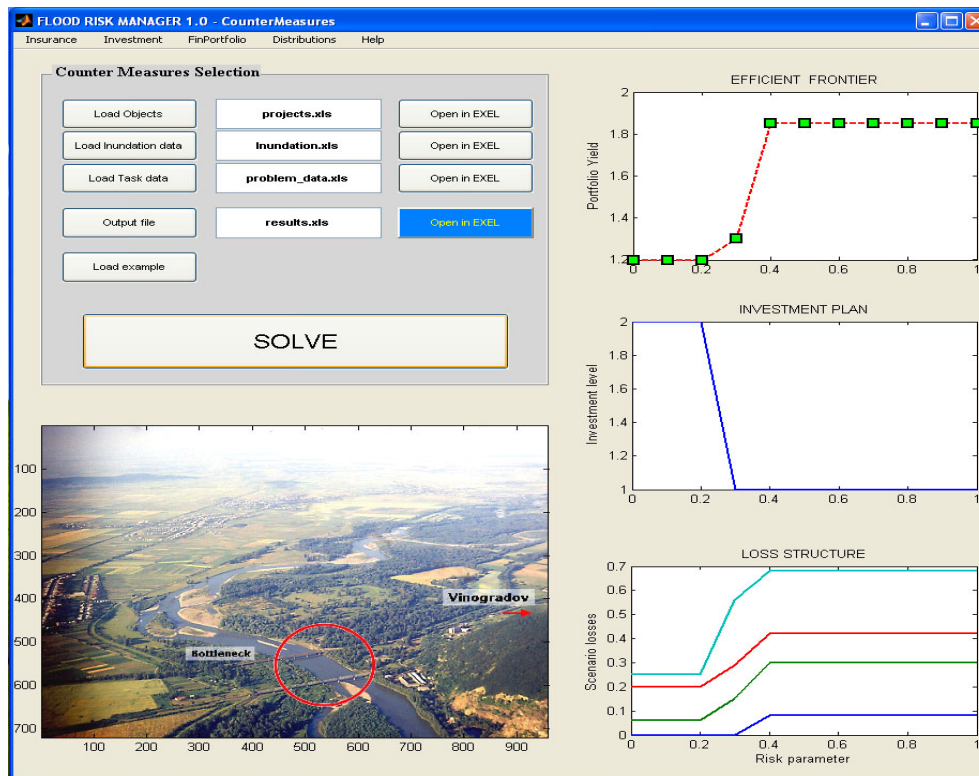 FLOOD RISK MANAGER 1.0 - CounterMeasures
Insurance Investment FinPortfolio Distributions Help
Counter Measures Selection
Load Objects projects.xls Open in EXEL
Load Inundation data Inundation.xls Open in EXEL
Load Task data problem_data.xls Open in EXEL
Output file results.xls Open in EXEL
Load example
SOLVE
100
200
300
400
500
600
700
Vinogradov
Bottleneck
100 200 300 400 500 600 700 800 900
EFFICIENT FRONTIER
Portfolio Yield
2
1.8
1.6
1.4
1.2
0 0.2 0.4 0.6 0.8 1
INVESTMENT PLAN
Investment level
2
1.8
1.6
1.4
1.2
1
0 0.2 0.4 0.6 0.8 1
LOSS STRUCTURE
Scenario losses
0.7
0.6
0.5
0.4
0.3
0.2
0.1
0
0 0.2 0.4 0.6 0.8 1
Risk parameter